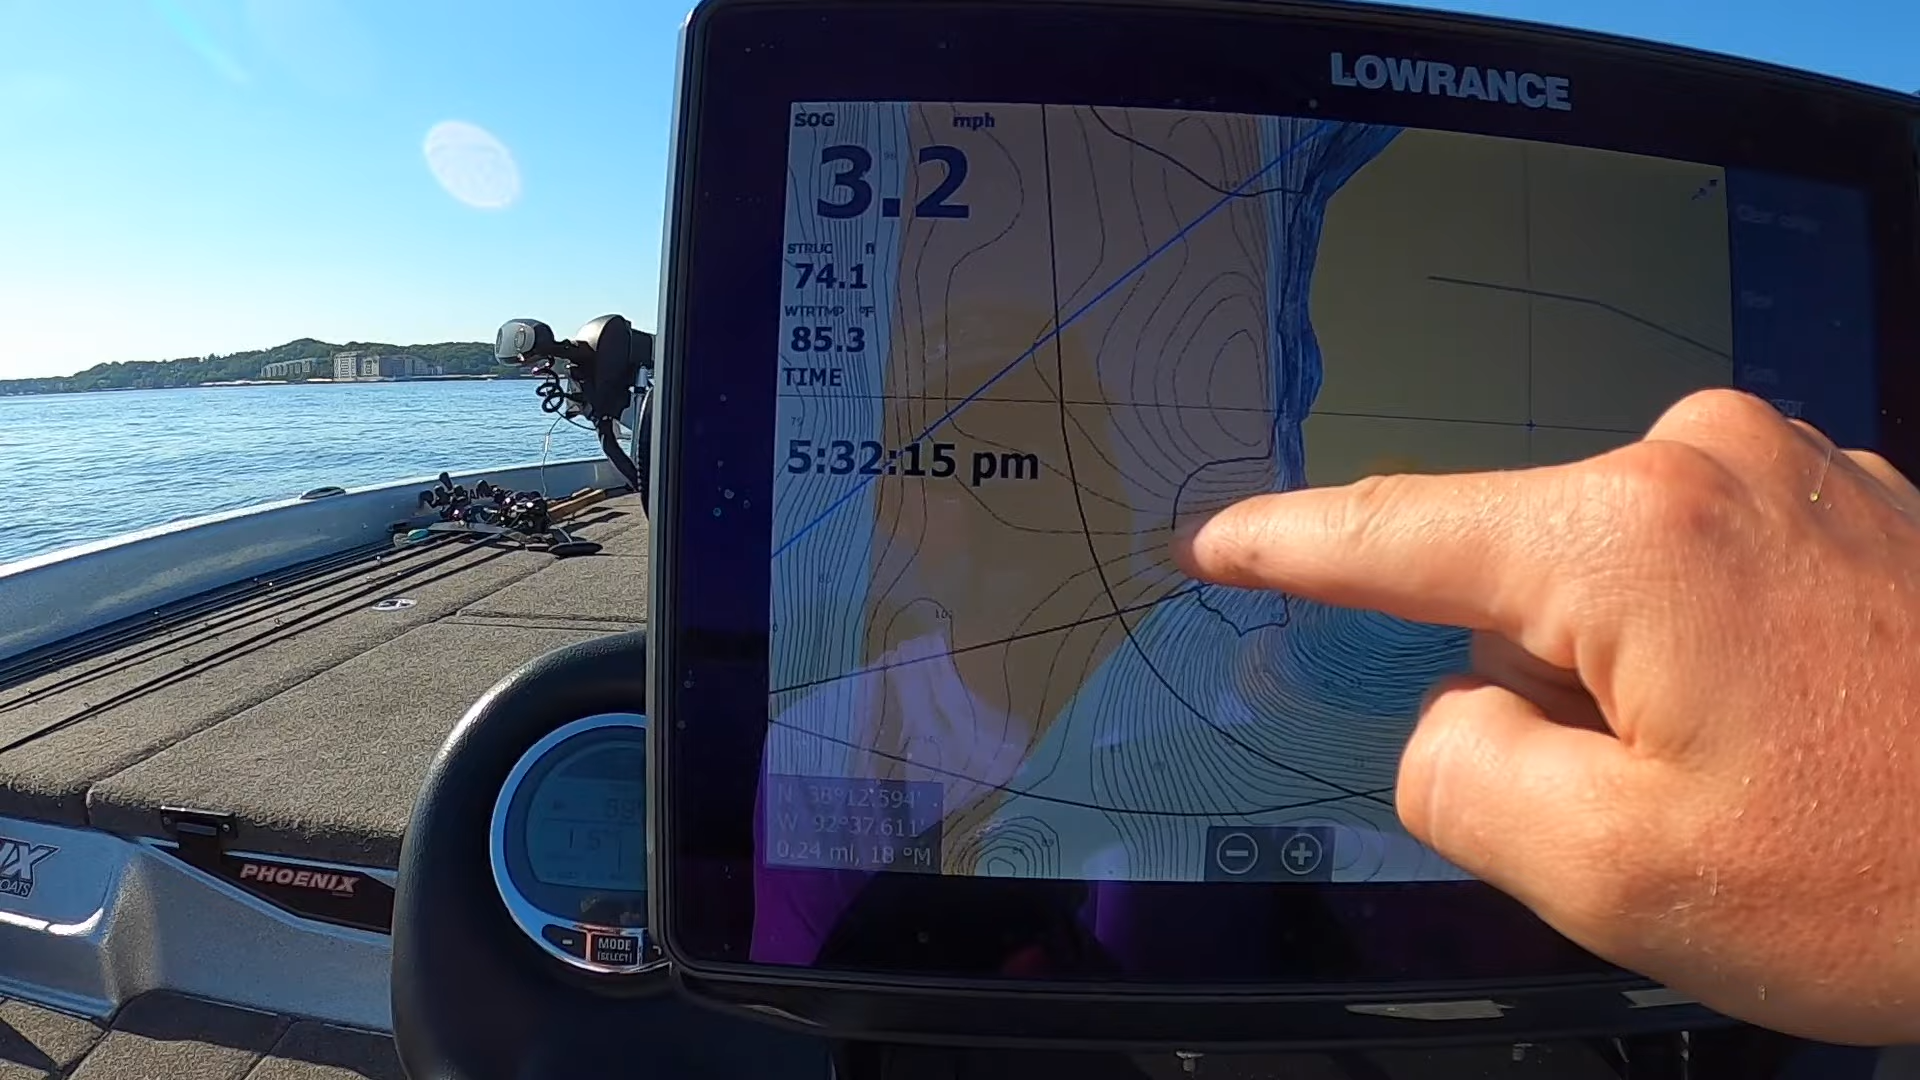 LOWRANCE
SOG mph
3.2
STRUC ft
74.1
WTRTMP °F
85.3
TIME
5:32:15 pm
N 38°12.594'
W 92°37.611'
0.24 mi, 18 °M
PHOENIX
MODE
(SELECT)